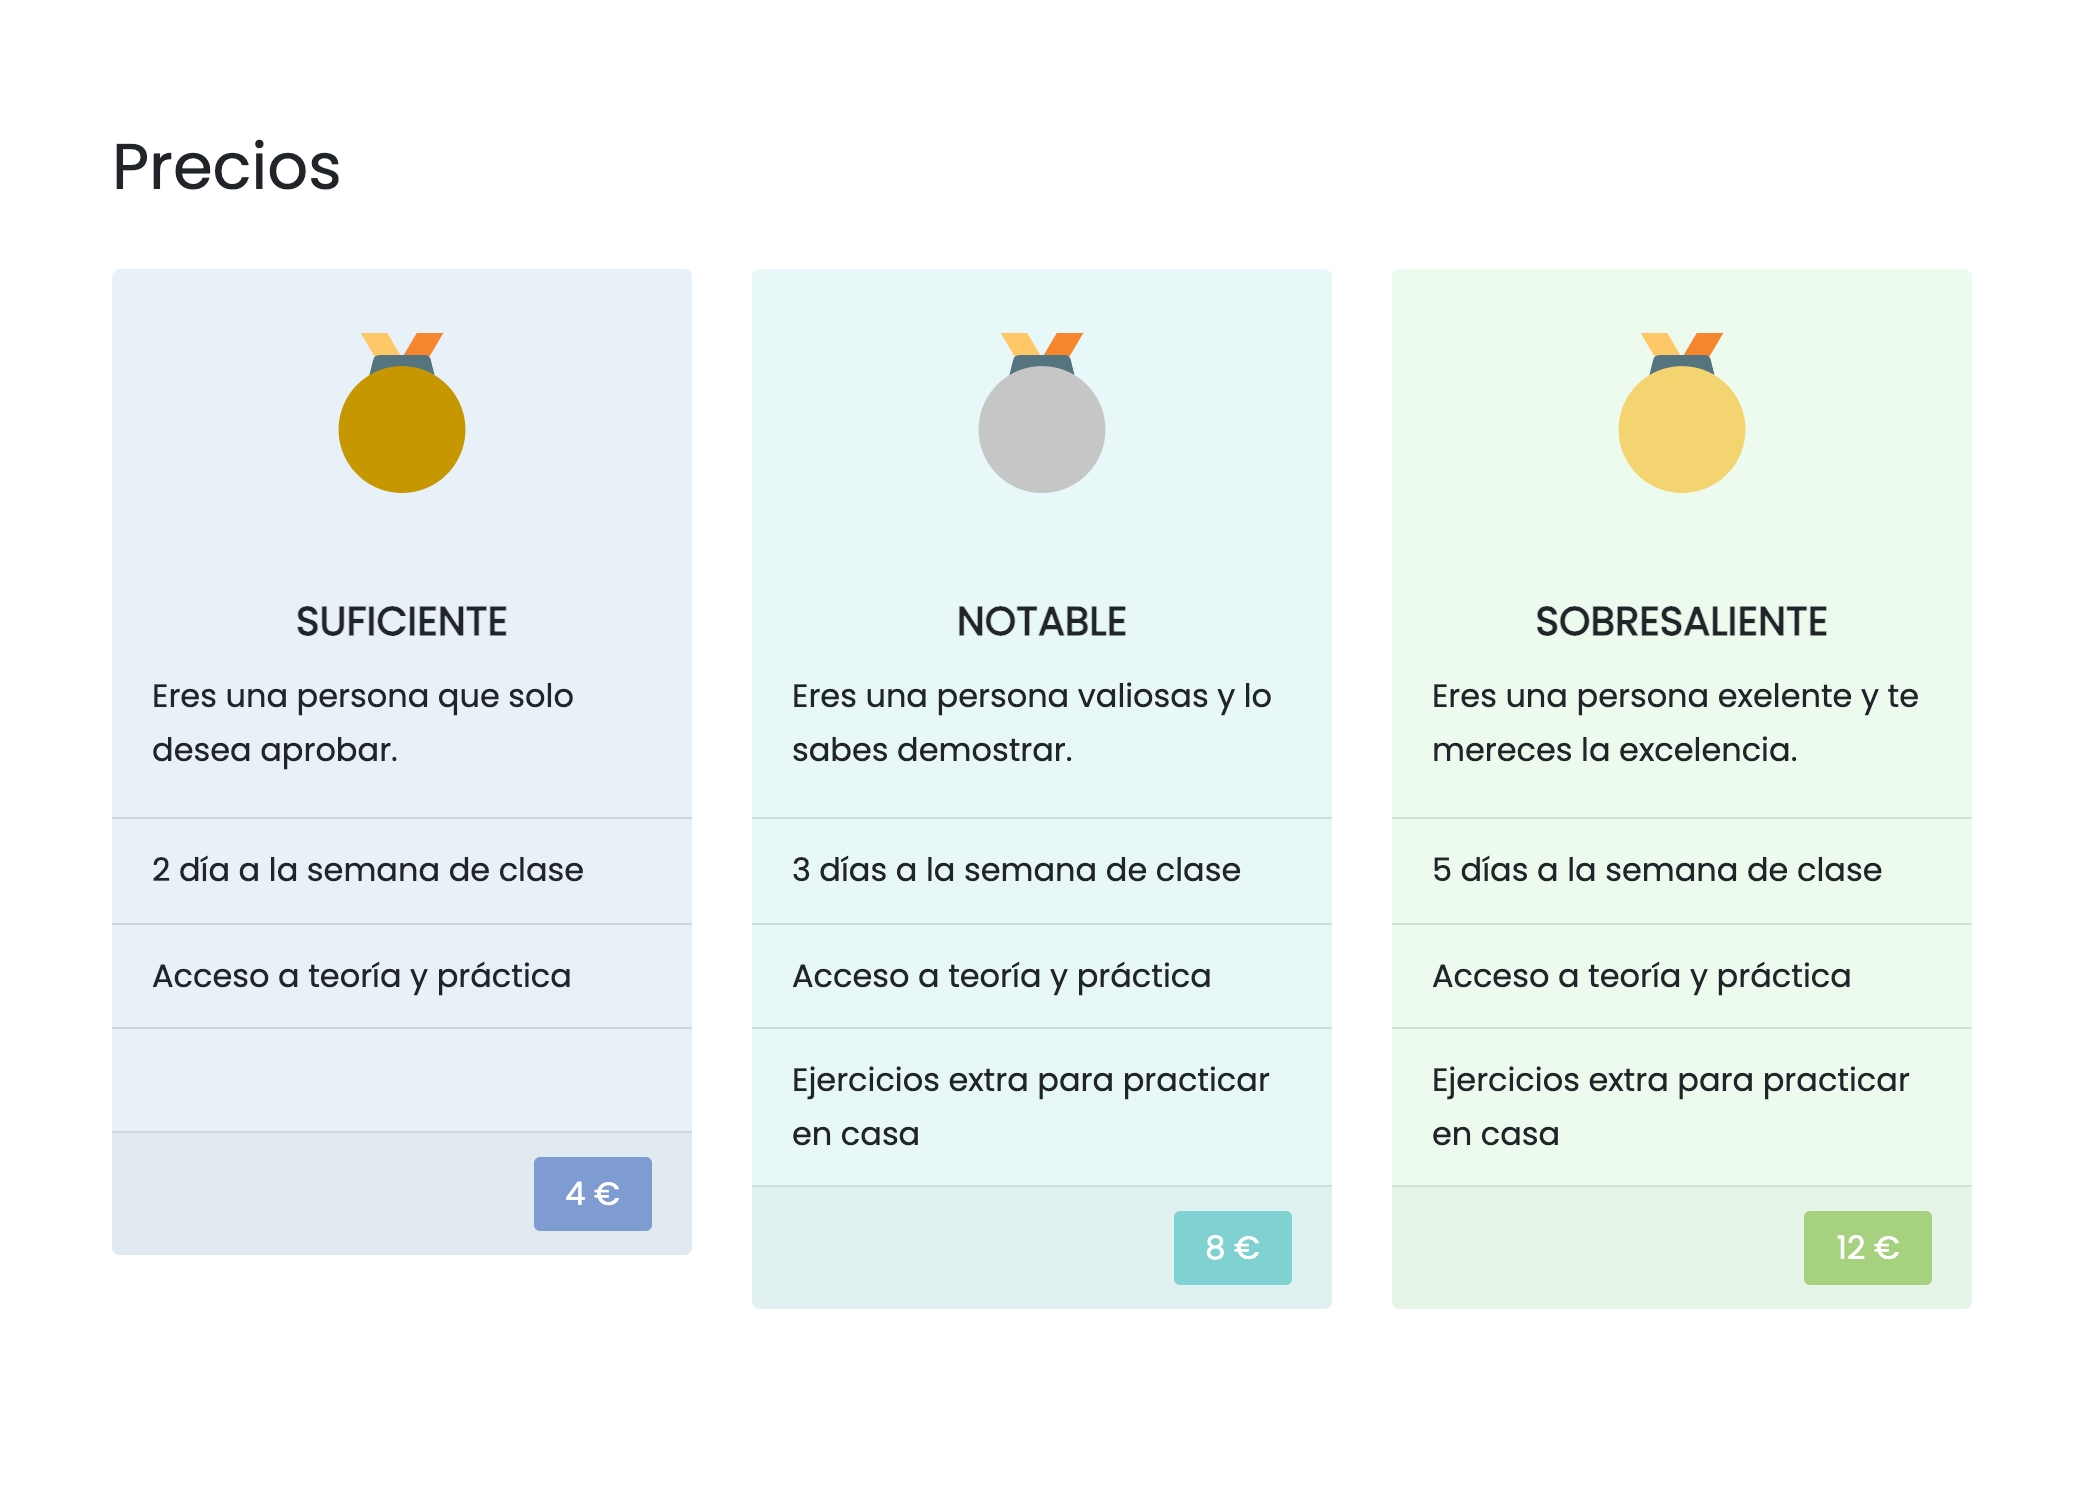 Precios
SUFICIENTE
Eres una persona que solo
desea aprobar.
2 día a la semana de clase
Acceso a teoría y práctica
4 €
NOTABLE
Eres una persona valiosas y lo
sabes demostrar.
3 días a la semana de clase
Acceso a teoría y práctica
Ejercicios extra para practicar
en casa
8 €
SOBRESALIENTE
Eres una persona exelente y te
mereces la excelencia.
5 días a la semana de clase
Acceso a teoría y práctica
Ejercicios extra para practicar
en casa
12 €